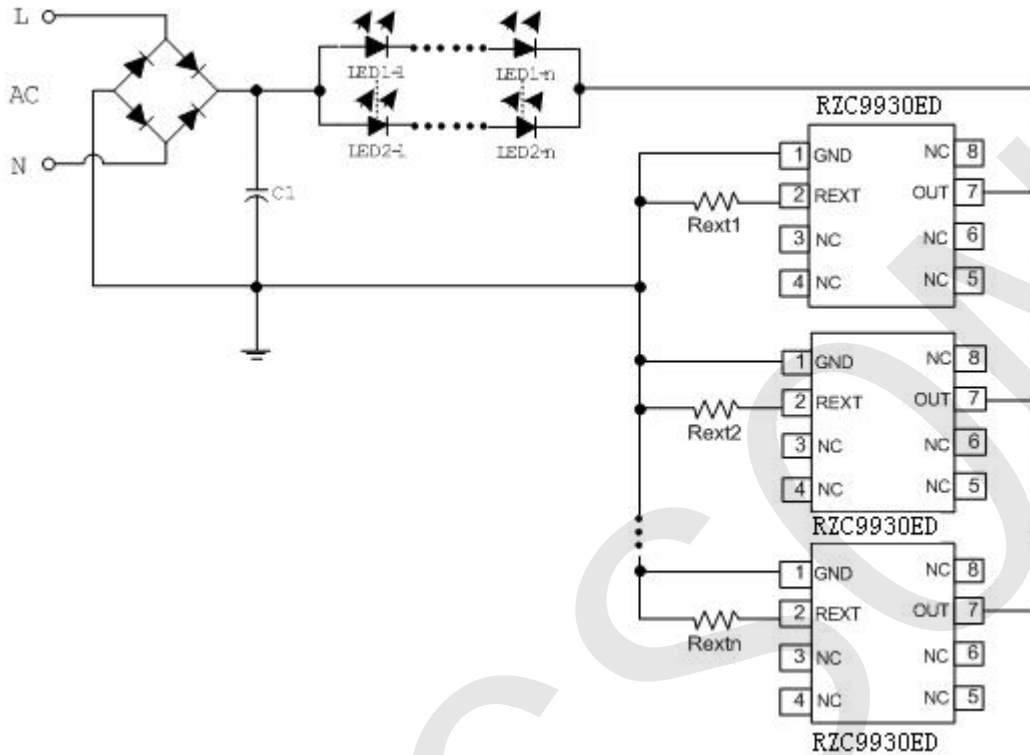 L
AC
N
LED1-1
LED1-n
LED2-1
LED2-n
C1
RZC9930ED
1 GND NC 8
2 REXT OUT 7
3 NC NC 6
4 NC NC 5
Rext1
1 GND NC 8
2 REXT OUT 7
3 NC NC 6
4 NC NC 5
Rext2
RZC9930ED
1 GND NC 8
2 REXT OUT 7
3 NC NC 6
4 NC NC 5
Rextn
RZC9930ED